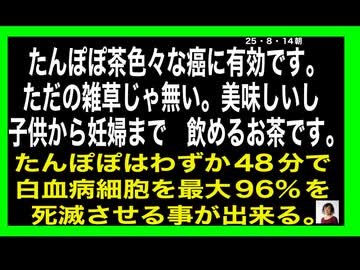 25・8・14朝
たんぽぽ茶色々な癌に有効です。
ただの雑草じゃ無い。美味しいし
子供から妊婦まで　飲めるお茶です。
たんぽぽはわずか48分で
白血病細胞を最大96%を
死滅させる事が出来る。